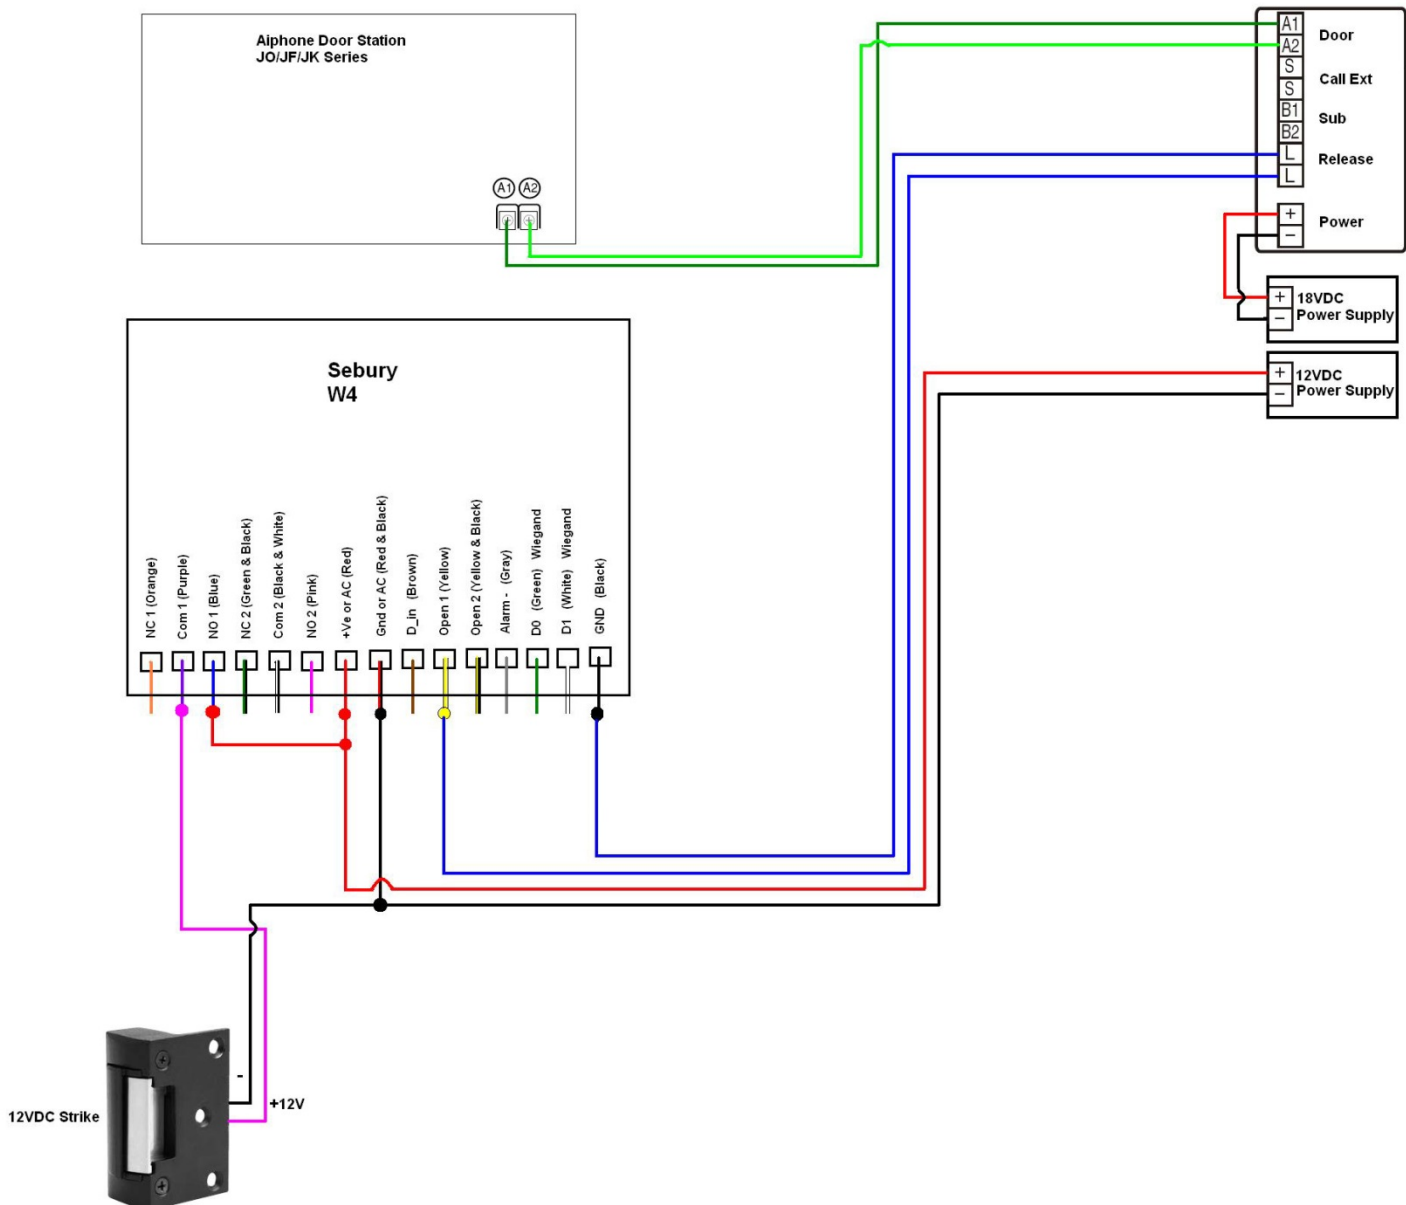 Aiphone Door Station
JO/JF/JK Series
A1
A2
A1
A2
S
S
B1
B2
L
L
+
−
Door
Call Ext
Sub
Release
Power
+
−
18VDC
Power Supply
+
−
12VDC
Power Supply
Sebury
W4
NC 1 (Orange)
Com 1 (Purple)
NO 1 (Blue)
NC 2 (Green & Black)
Com 2 (Black & White)
NO 2 (Pink)
+Ve or AC (Red)
Gnd or AC (Red & Black)
D_in (Brown)
Open 1 (Yellow)
Open 2 (Yellow & Black)
Alarm - (Gray)
D0 (Green) Wiegand
D1 (White) Wiegand
GND (Black)
-
+12V
12VDC Strike